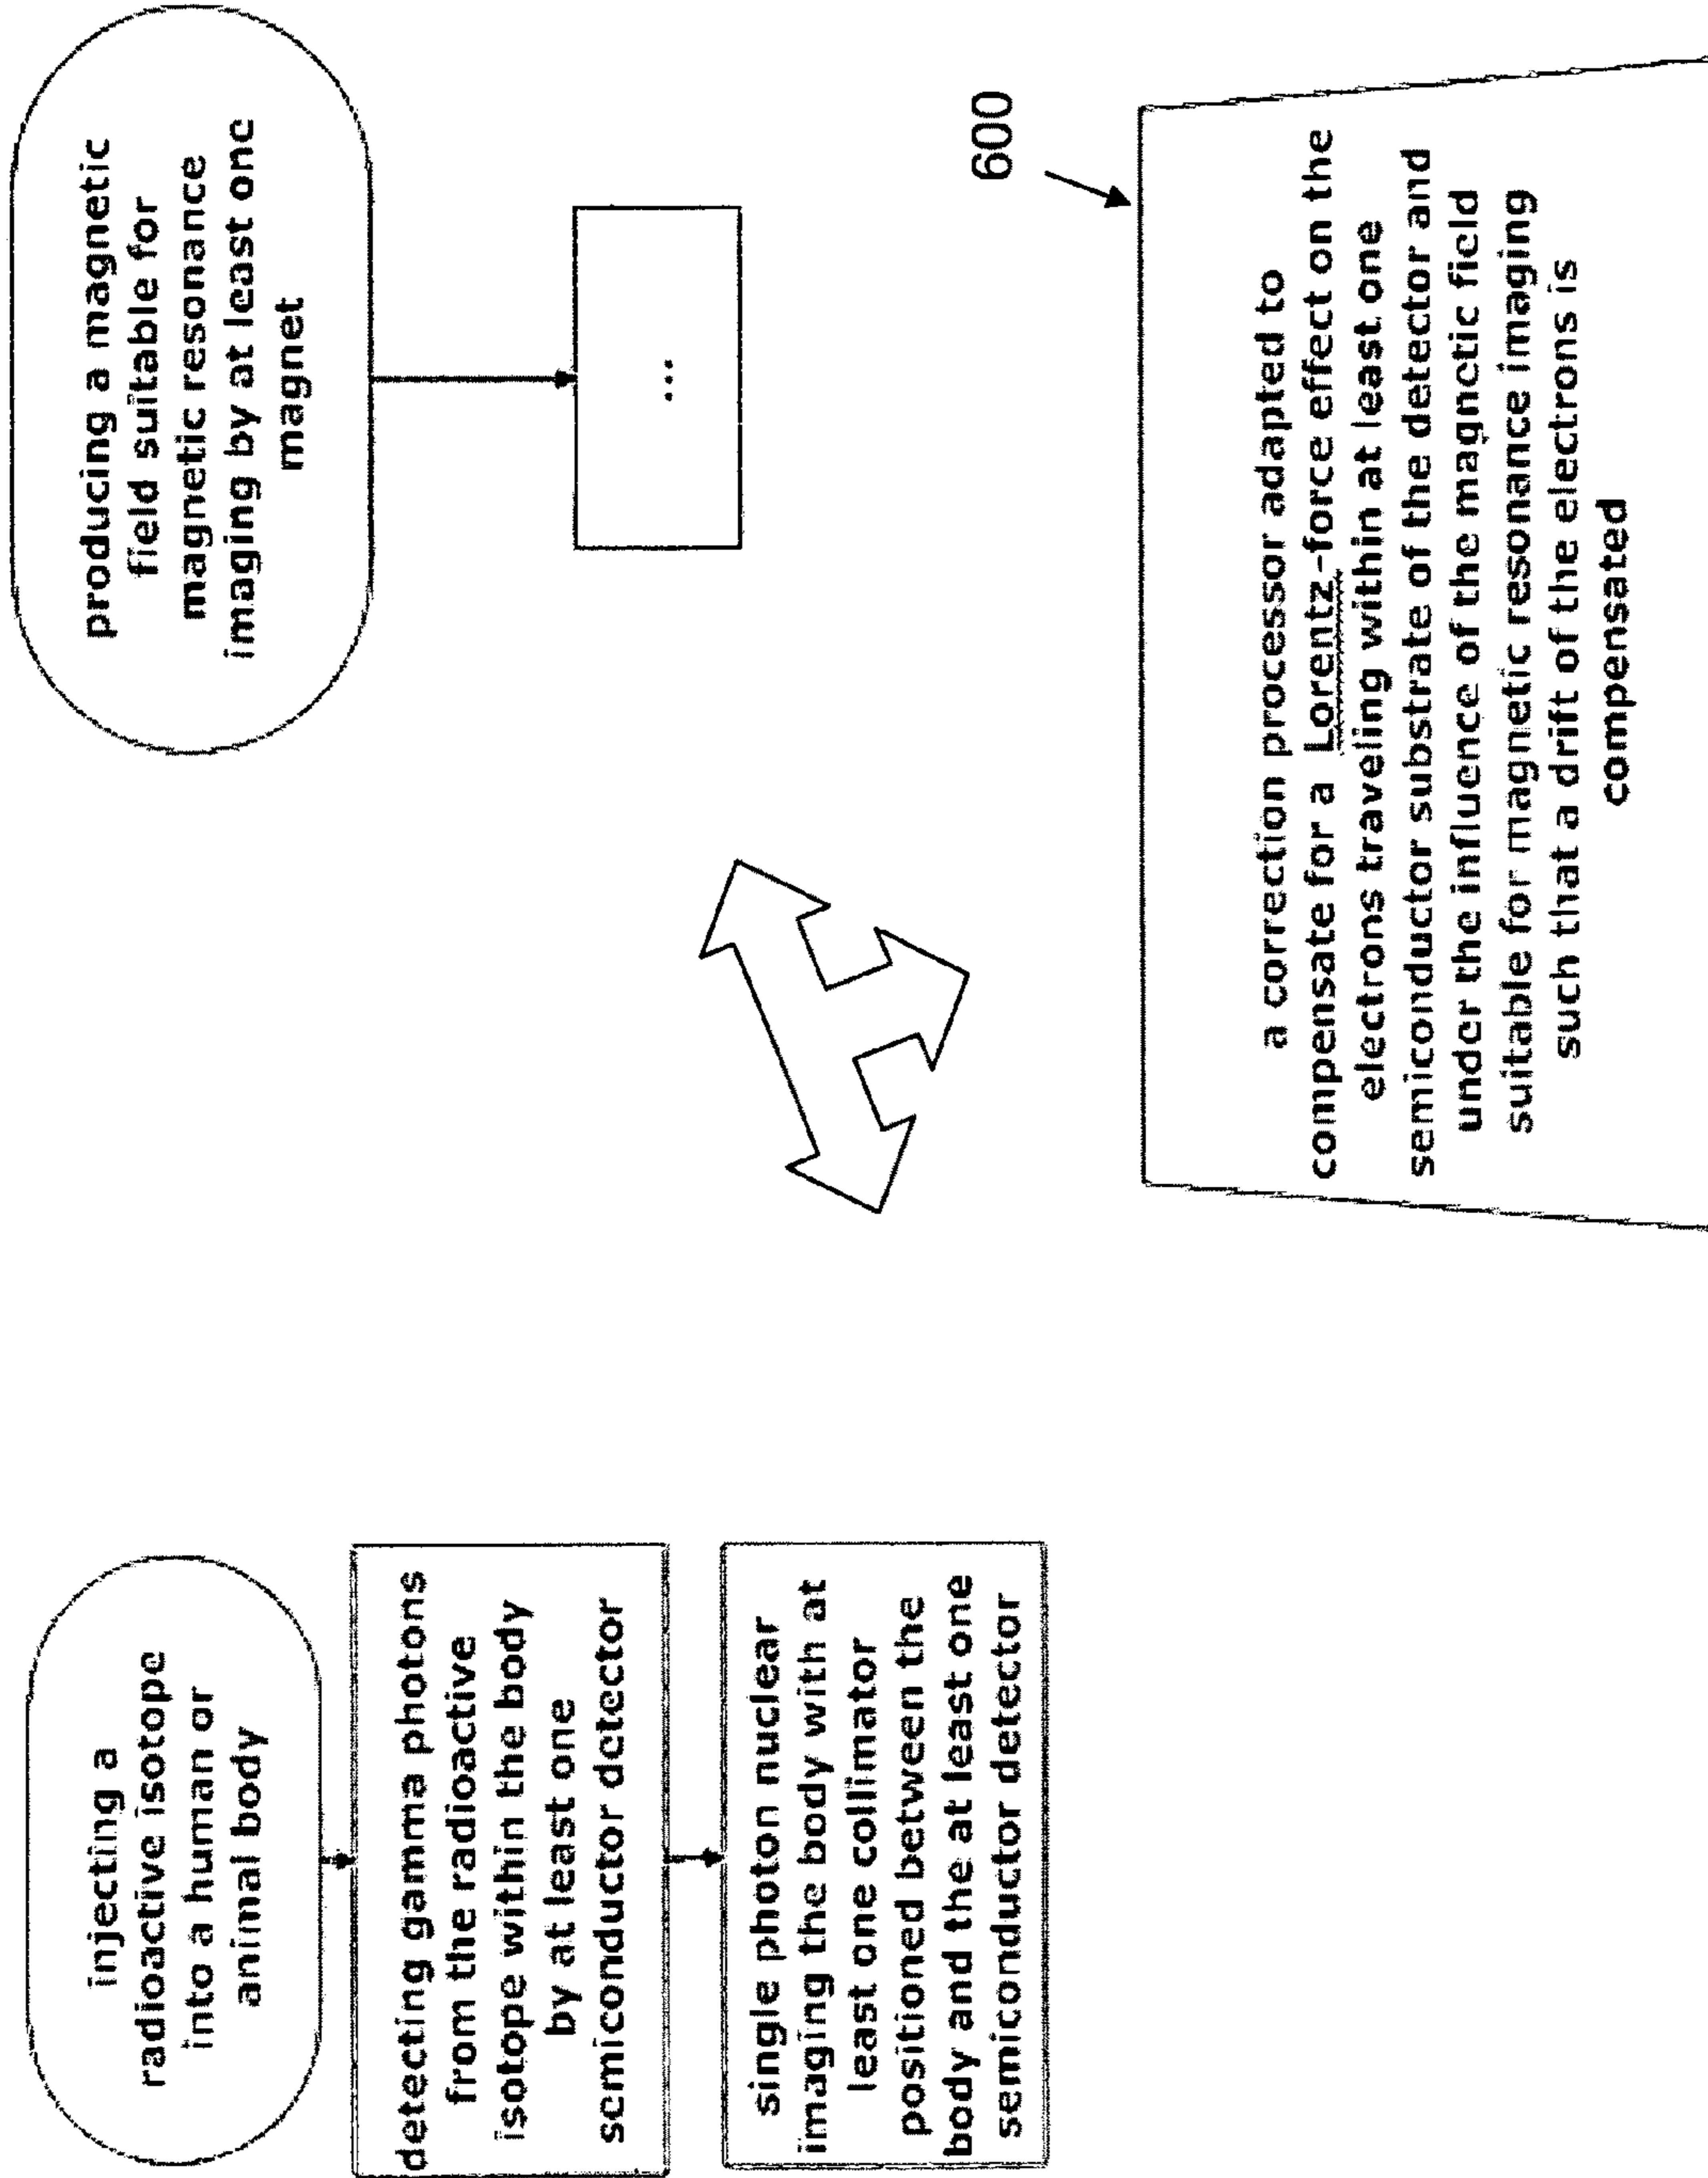 injecting a
radioactive isotope
into a human or
animal body
detecting gamma photons
from the radioactive
isotope within the body
by at least one
semiconductor detector
single photon nuclear
imaging the body with at
least one collimator
positioned between the
body and the at least one
semiconductor detector
producing a magnetic
field suitable for
magnetic resonance
imaging by at least one
magnet
...
600
a correction processor adapted to
compensate for a Lorentz-force effect on the
electrons traveling within at least one
semiconductor substrate of the detector and
under the influence of the magnetic field
suitable for magnetic resonance imaging
such that a drift of the electrons is
compensated